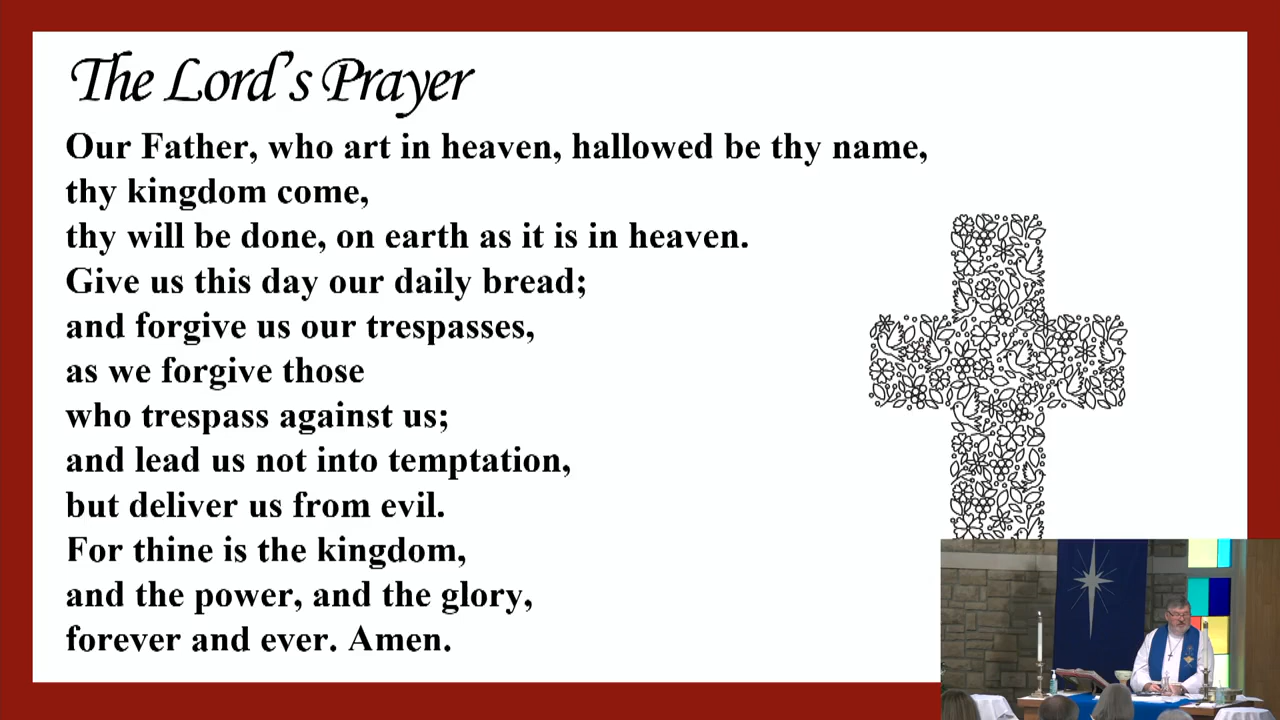 The Lord's Prayer
Our Father, who art in heaven, hallowed be thy name,
thy kingdom come,
thy will be done, on earth as it is in heaven.
Give us this day our daily bread;
and forgive us our trespasses,
as we forgive those
who trespass against us;
and lead us not into temptation,
but deliver us from evil.
For thine is the kingdom,
and the power, and the glory,
forever and ever. Amen.